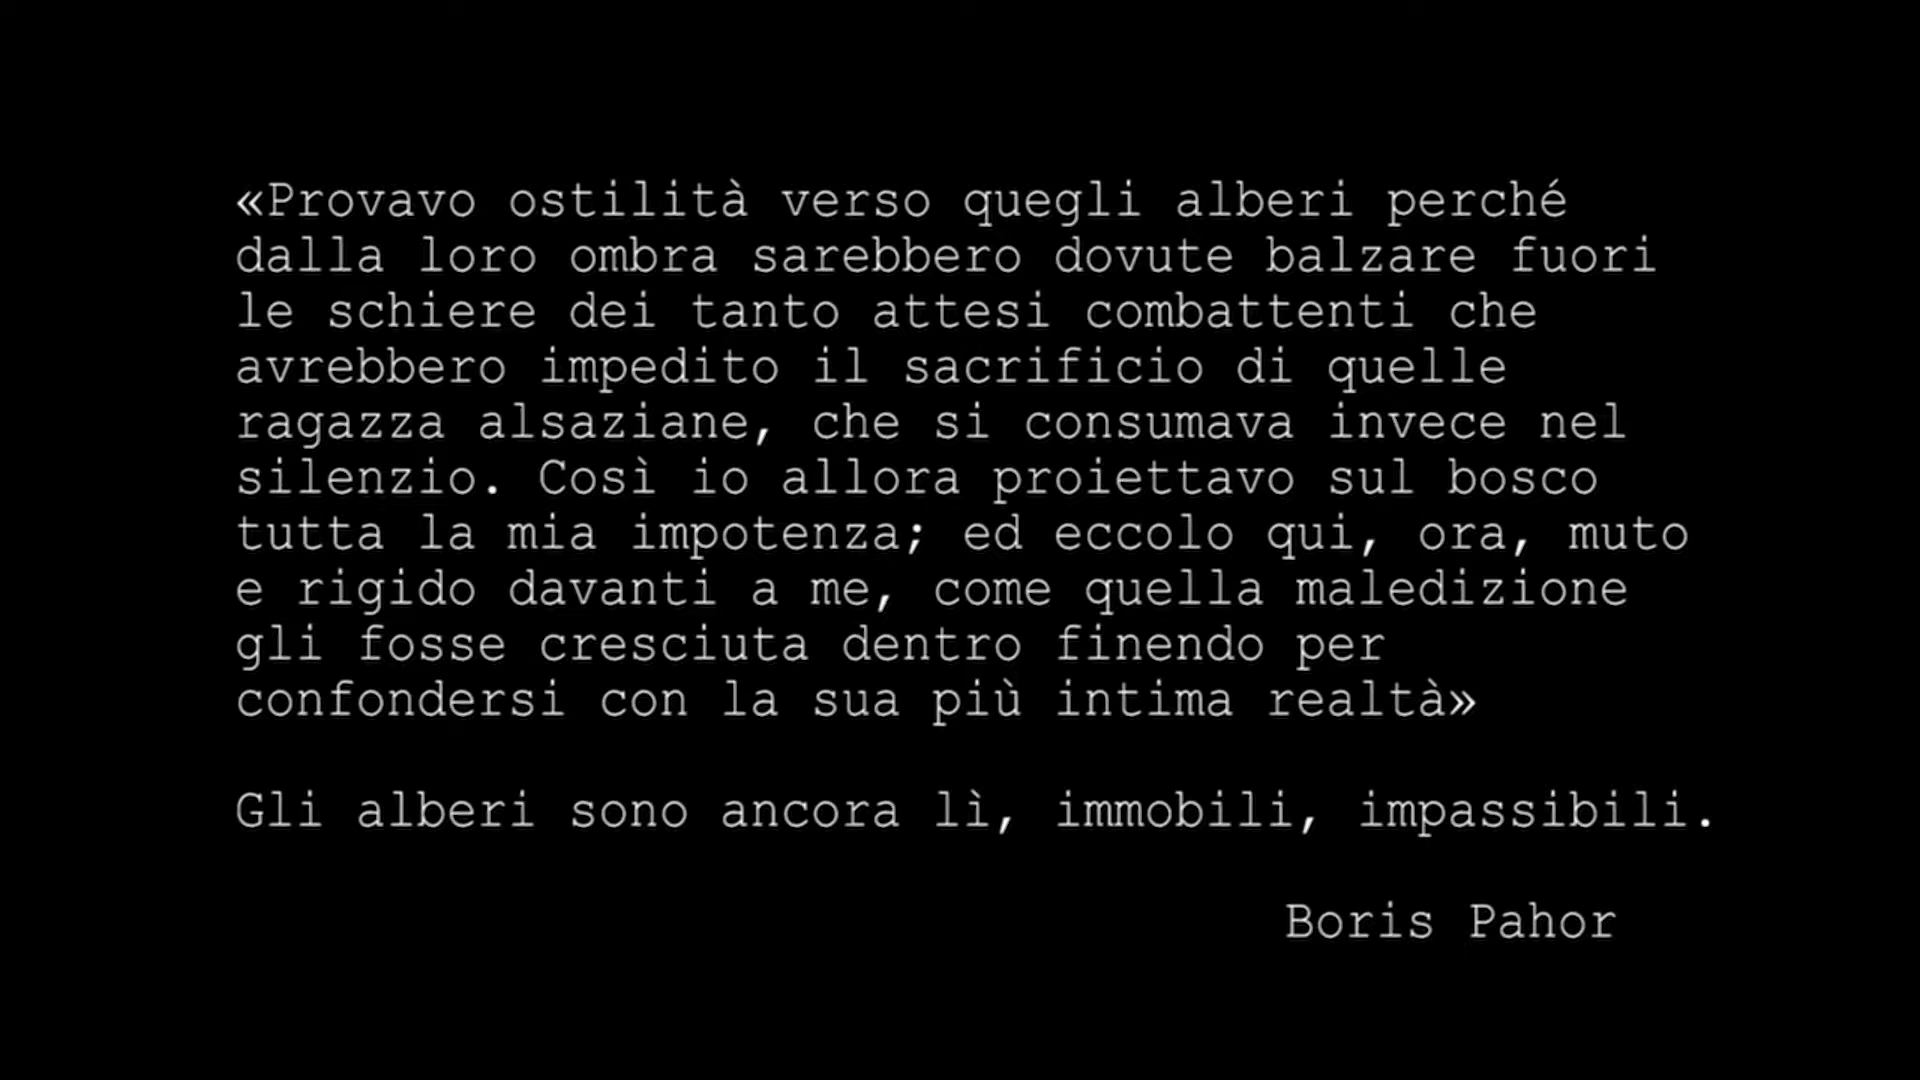 «Provavo ostilità verso quegli alberi perché
dalla loro ombra sarebbero dovute balzare fuori
le schiere dei tanto attesi combattenti che
avrebbero impedito il sacrificio di quelle
ragazza alsaziane, che si consumava invece nel
silenzio. Così io allora proiettavo sul bosco
tutta la mia impotenza; ed eccolo qui, ora, muto
e rigido davanti a me, come quella maledizione
gli fosse cresciuta dentro finendo per
confondersi con la sua più intima realtà»
Gli alberi sono ancora lì, immobili, impassibili.
Boris Pahor